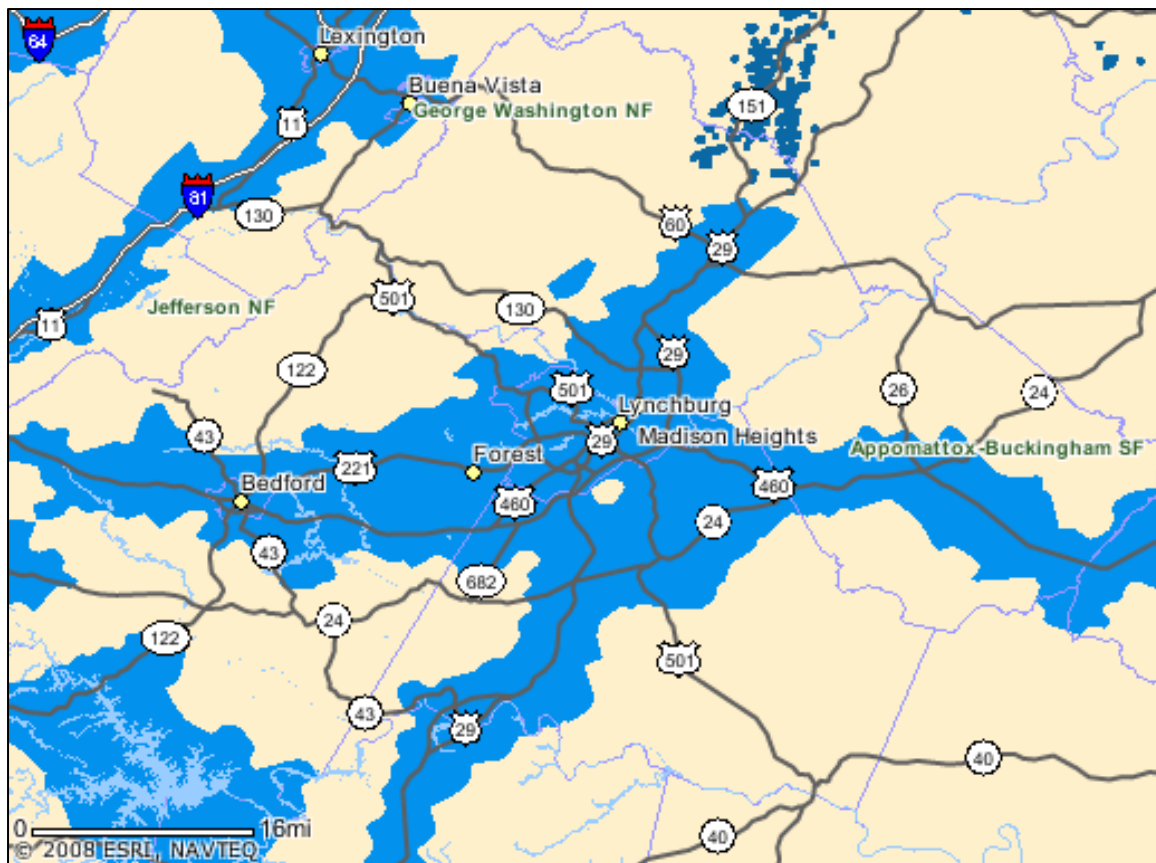 64
Lexington
Buena Vista
George Washington NF
151
11
81
130
60
29
Jefferson NF
501
130
11
29
122
26
24
501
Lynchburg
43
29
Madison Heights
Appomattox-Buckingham SF
221
Forest
Bedford
460
460
24
43
682
24
122
501
43
29
40
40
0 16mi
© 2008 ESRI, NAVTEQ